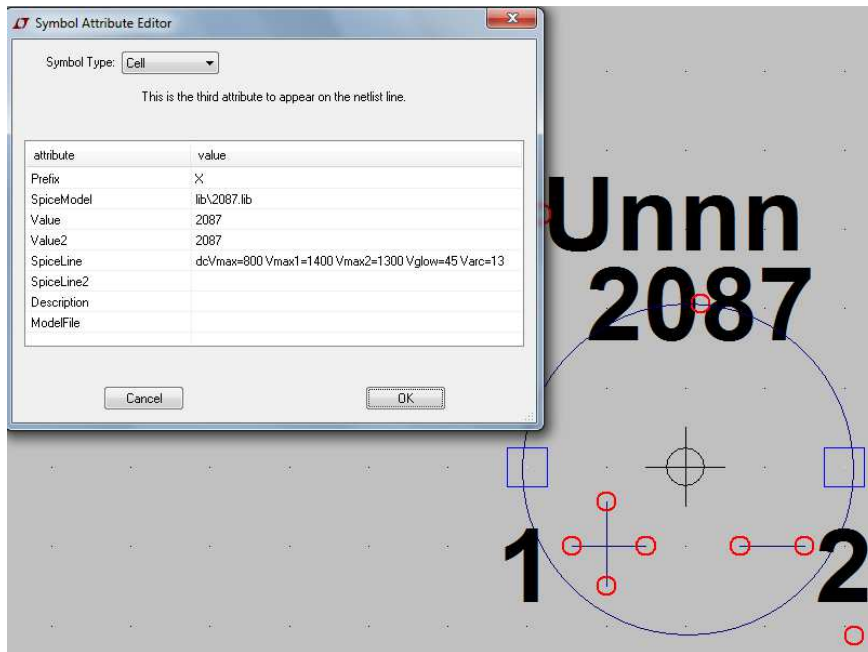 Symbol Attribute Editor
Symbol Type: Cell
This is the third attribute to appear on the netlist line.
attribute value
Prefix X
SpiceModel lib\2087.lib
Value 2087
Value2 2087
SpiceLine dcVmax=800 Vmax1=1400 Vmax2=1300 Vglow=45 Varc=13
SpiceLine2
Description
ModelFile
Cancel OK
Unnn
2087
1 2